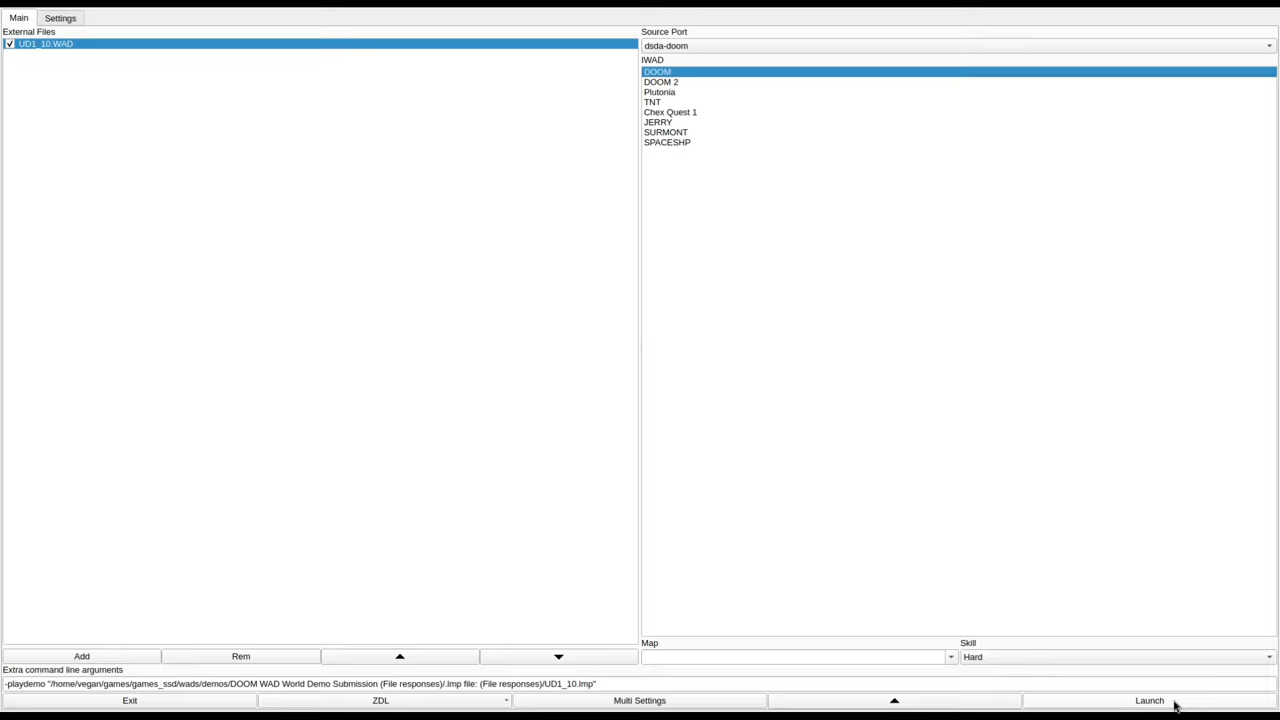 Main Settings
External Files
UD1_10.WAD
Source Port
dsda-doom
IWAD
DOOM
DOOM 2
Plutonia
TNT
Chex Quest 1
JERRY
SURMONT
SPACESHP
Add Rem
Map Skill
Hard
Extra command line arguments
-playdemo "/home/vegan/games/games_ssd/wads/demos/DOOM WAD World Demo Submission (File responses)/.lmp file: (File responses)/UD1_10.lmp"
Exit ZDL Multi Settings Launch